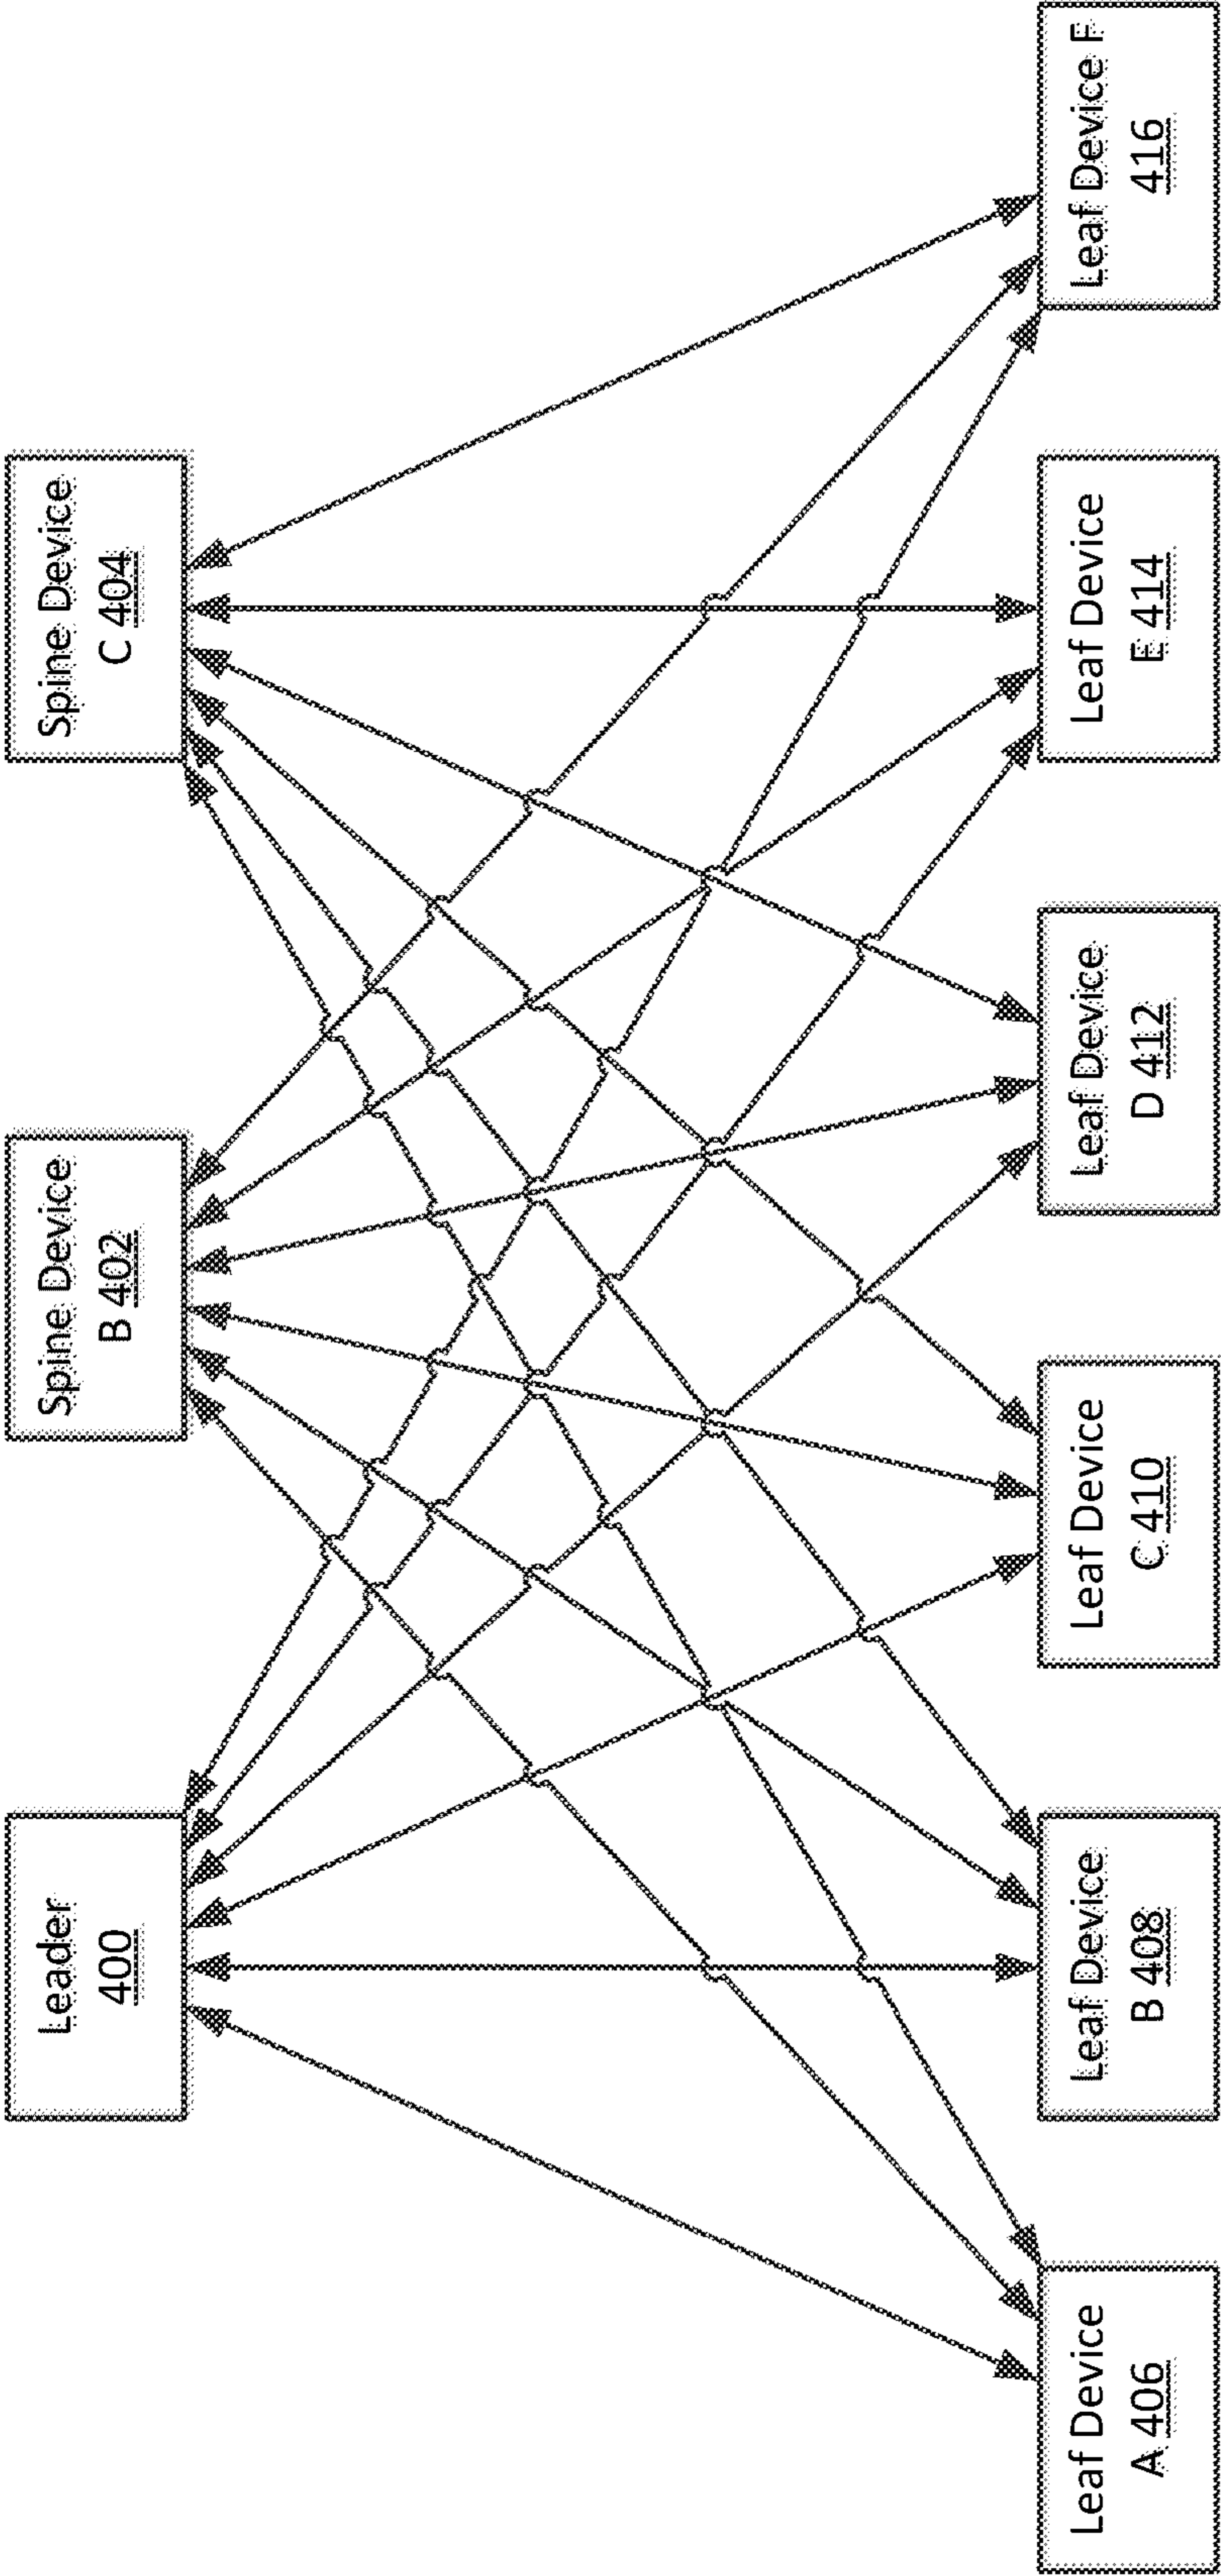 Leader
400
Spine Device
B 402
Spine Device
C 404
Leaf Device
A 406
Leaf Device
B 408
Leaf Device
C 410
Leaf Device
D 412
Leaf Device
E 414
Leaf Device F
416